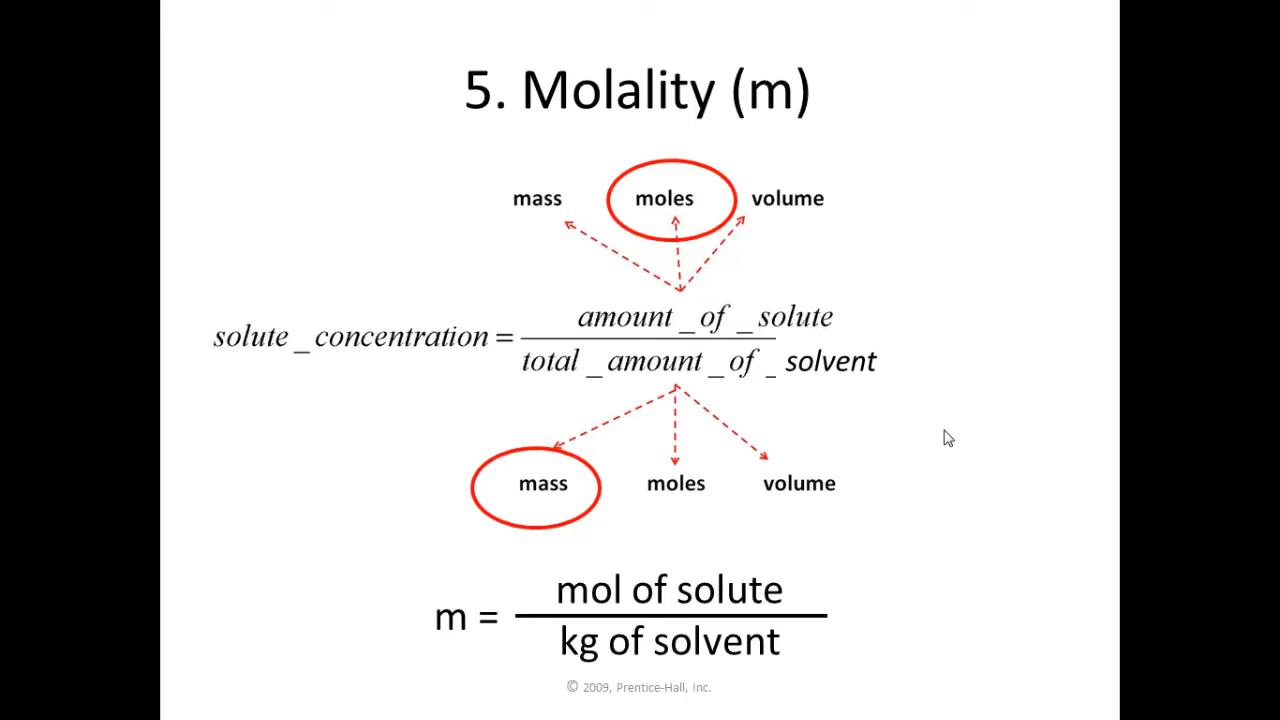 5. Molality (m)
mass moles volume
solute _ concentration = amount _ of _ solute
total _ amount _ of _ solvent
mass moles volume
m = mol of solute
kg of solvent
© 2009, Prentice-Hall, Inc.